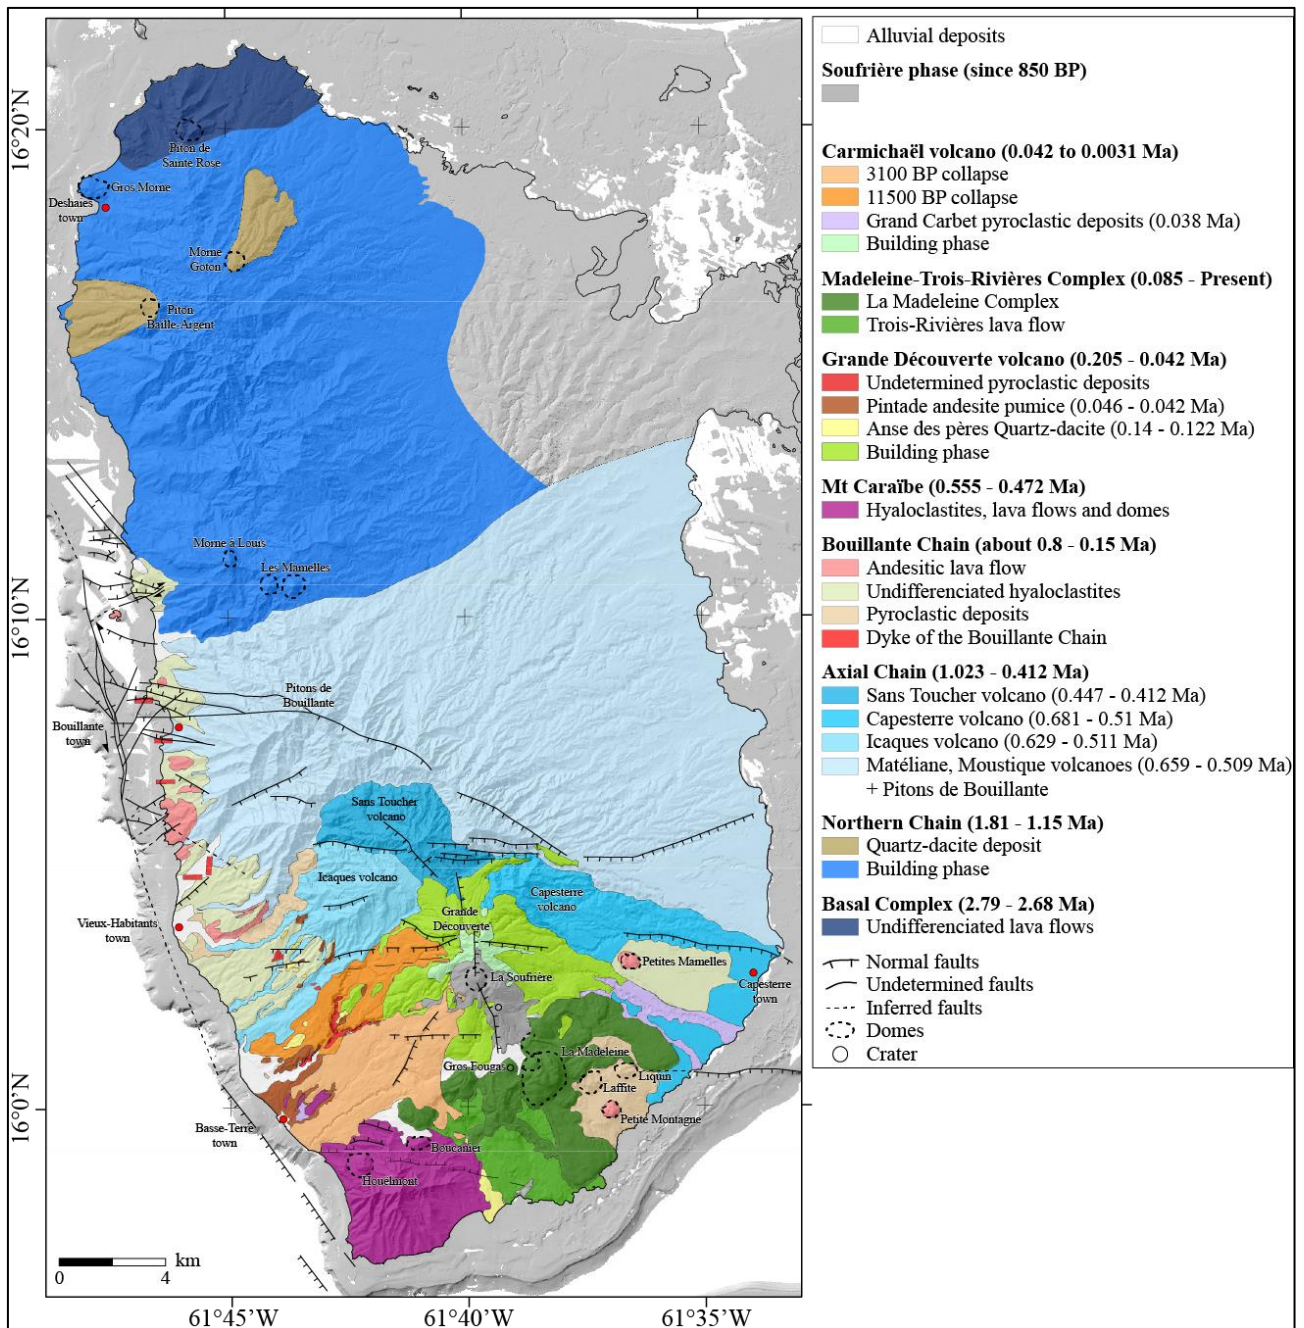 16°20'N
16°10'N
16°0'N
61°45'W
61°40'W
61°35'W
Piton de
Sainte Rose
Gros Morne
Deshaies
town
Morne
Goton
Piton
Baille-Argent
Morne à Louis
Les Mamelles
Pitons de
Bouillante
Bouillante
town
Sans Toucher
volcano
Icaques volcano
Capesterre
volcano
Grande
Découverte
Vieux-Habitants
town
Petites Mamelles
La Soufrière
Capesterre
town
La Madeleine
Gros Fougas
Liquin
Laffite
Petite Montagne
Basse-Terre
town
Boucanier
Houelmont
km
0
4
Alluvial deposits
Soufrière phase (since 850 BP)
Carmichaël volcano (0.042 to 0.0031 Ma)
3100 BP collapse
11500 BP collapse
Grand Carbet pyroclastic deposits (0.038 Ma)
Building phase
Madeleine-Trois-Rivières Complex (0.085 - Present)
La Madeleine Complex
Trois-Rivières lava flow
Grande Découverte volcano (0.205 - 0.042 Ma)
Undetermined pyroclastic deposits
Pintade andesite pumice (0.046 - 0.042 Ma)
Anse des pères Quartz-dacite (0.14 - 0.122 Ma)
Building phase
Mt Caraïbe (0.555 - 0.472 Ma)
Hyaloclastites, lava flows and domes
Bouillante Chain (about 0.8 - 0.15 Ma)
Andesitic lava flow
Undifferenciated hyaloclastites
Pyroclastic deposits
Dyke of the Bouillante Chain
Axial Chain (1.023 - 0.412 Ma)
Sans Toucher volcano (0.447 - 0.412 Ma)
Capesterre volcano (0.681 - 0.51 Ma)
Icaques volcano (0.629 - 0.511 Ma)
Matéliane, Moustique volcanoes (0.659 - 0.509 Ma)
+ Pitons de Bouillante
Northern Chain (1.81 - 1.15 Ma)
Quartz-dacite deposit
Building phase
Basal Complex (2.79 - 2.68 Ma)
Undifferenciated lava flows
Normal faults
Undetermined faults
Inferred faults
Domes
Crater